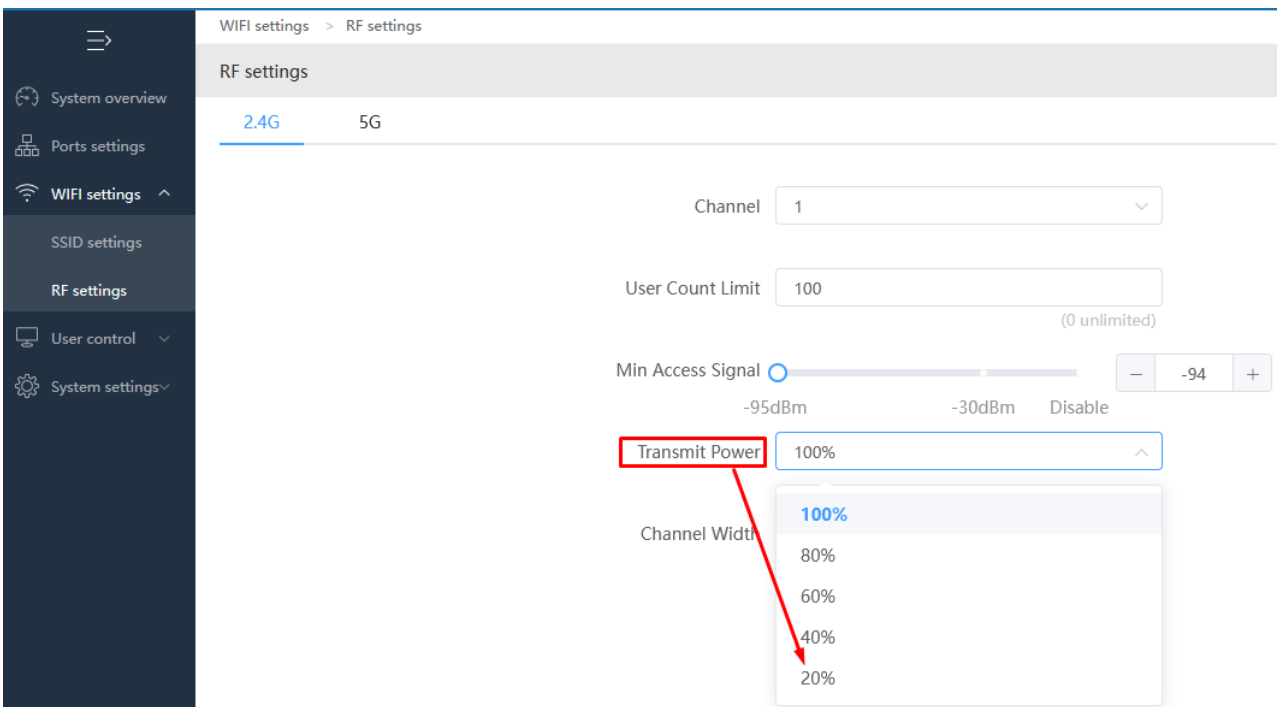 WIFI settings > RF settings
RF settings
System overview
Ports settings
WIFI settings
SSID settings
RF settings
User control
System settings
2.4G 5G
Channel 1
User Count Limit 100
(0 unlimited)
Min Access Signal - -94 +
-95dBm -30dBm Disable
Transmit Power 100%
Channel Width
100%
80%
60%
40%
20%